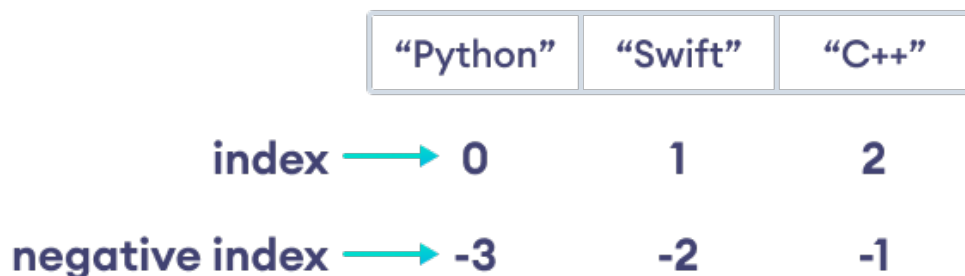 “Python” “Swift” “C++”
index 0 1 2
negative index -3 -2 -1